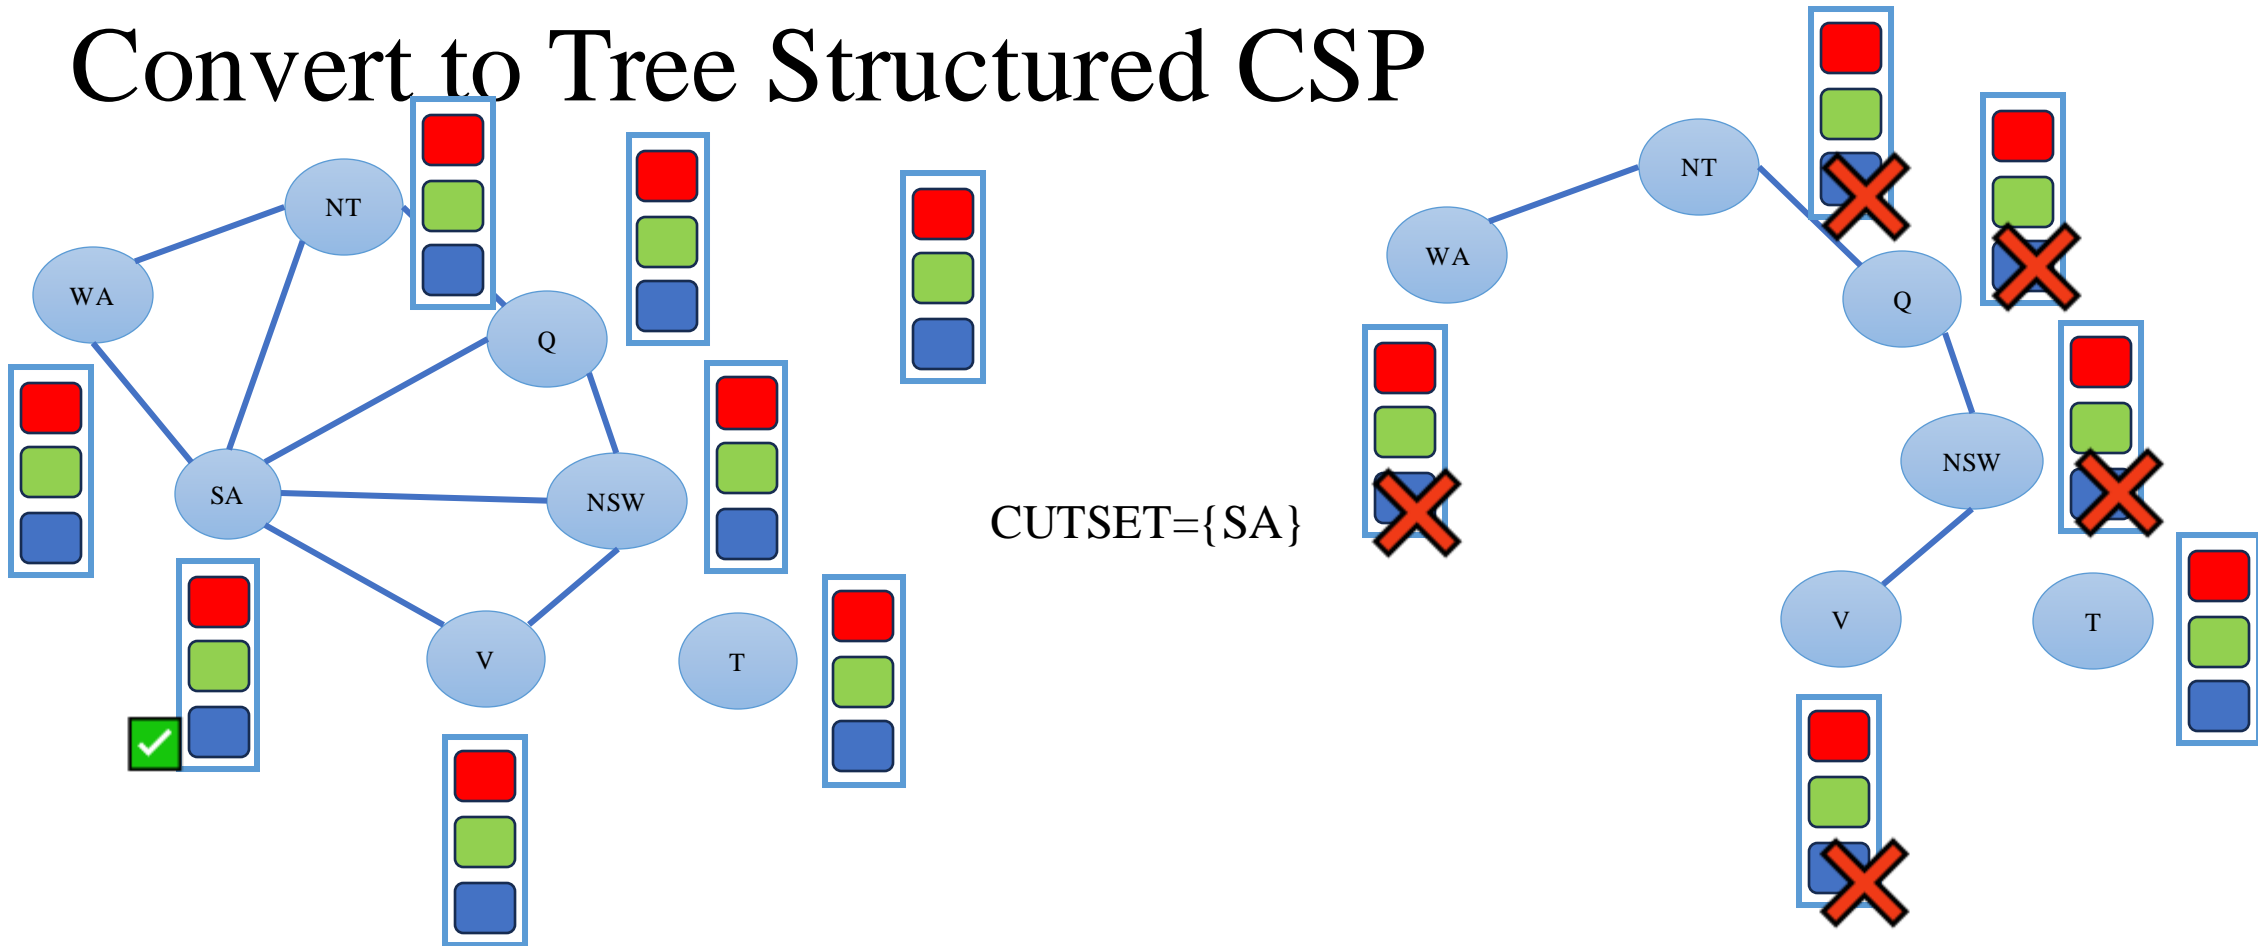 Convert to Tree Structured CSP
NT
WA
Q
SA
NSW
V
T
CUTSET={SA}
NT
WA
Q
NSW
V
T